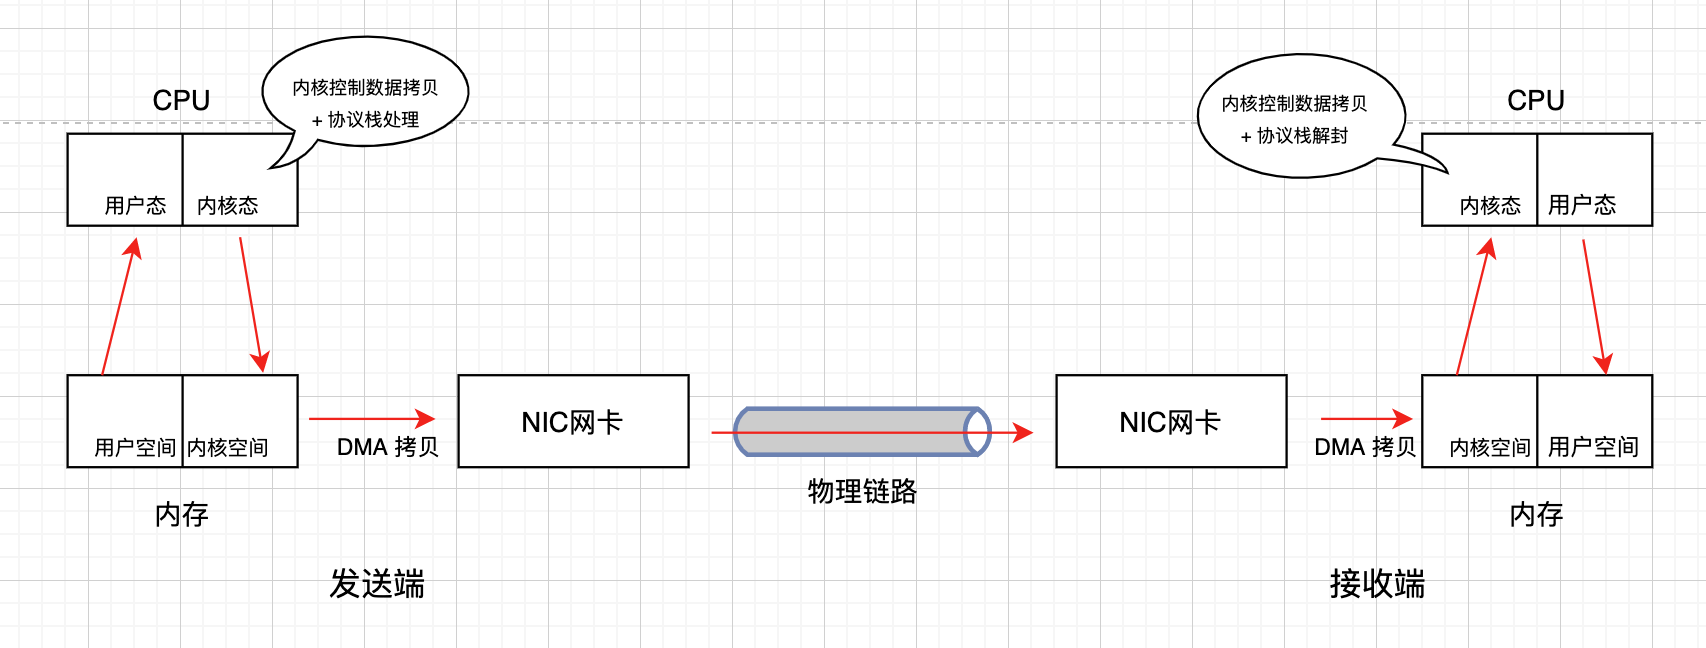 内核控制数据拷贝
+ 协议栈处理
CPU
用户态
内核态
用户空间
内核空间
内存
DMA 拷贝
NIC网卡
发送端
物理链路
内核控制数据拷贝
+ 协议栈解封
CPU
内核态
用户态
NIC网卡
DMA 拷贝
内核空间
用户空间
内存
接收端